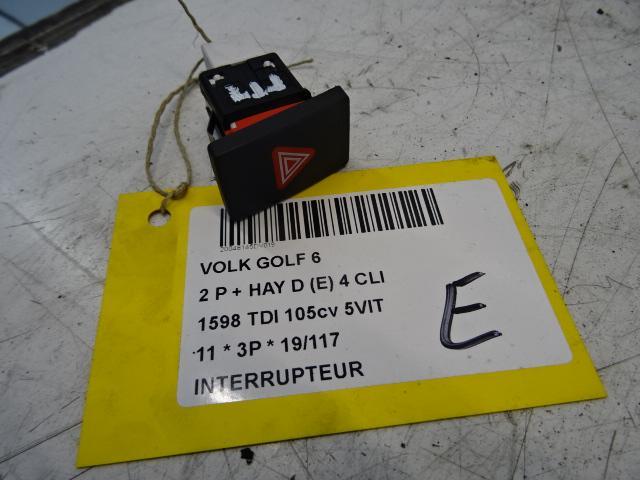 VOLK GOLF 6
2 P + HAY D (E) 4 CLI
1598 TDI 105cv 5VIT
11 * 3P * 19/117
INTERRUPTEUR
E